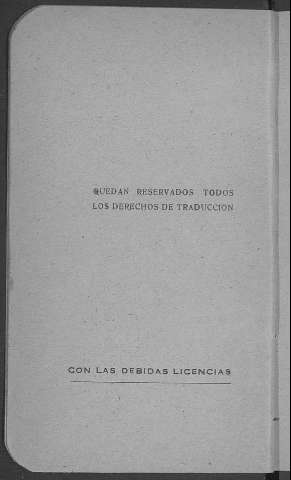 QUEDAN RESERVADOS TODOS
LOS DERECHOS DE TRADUCCION
CON LAS DEBIDAS LICENCIAS